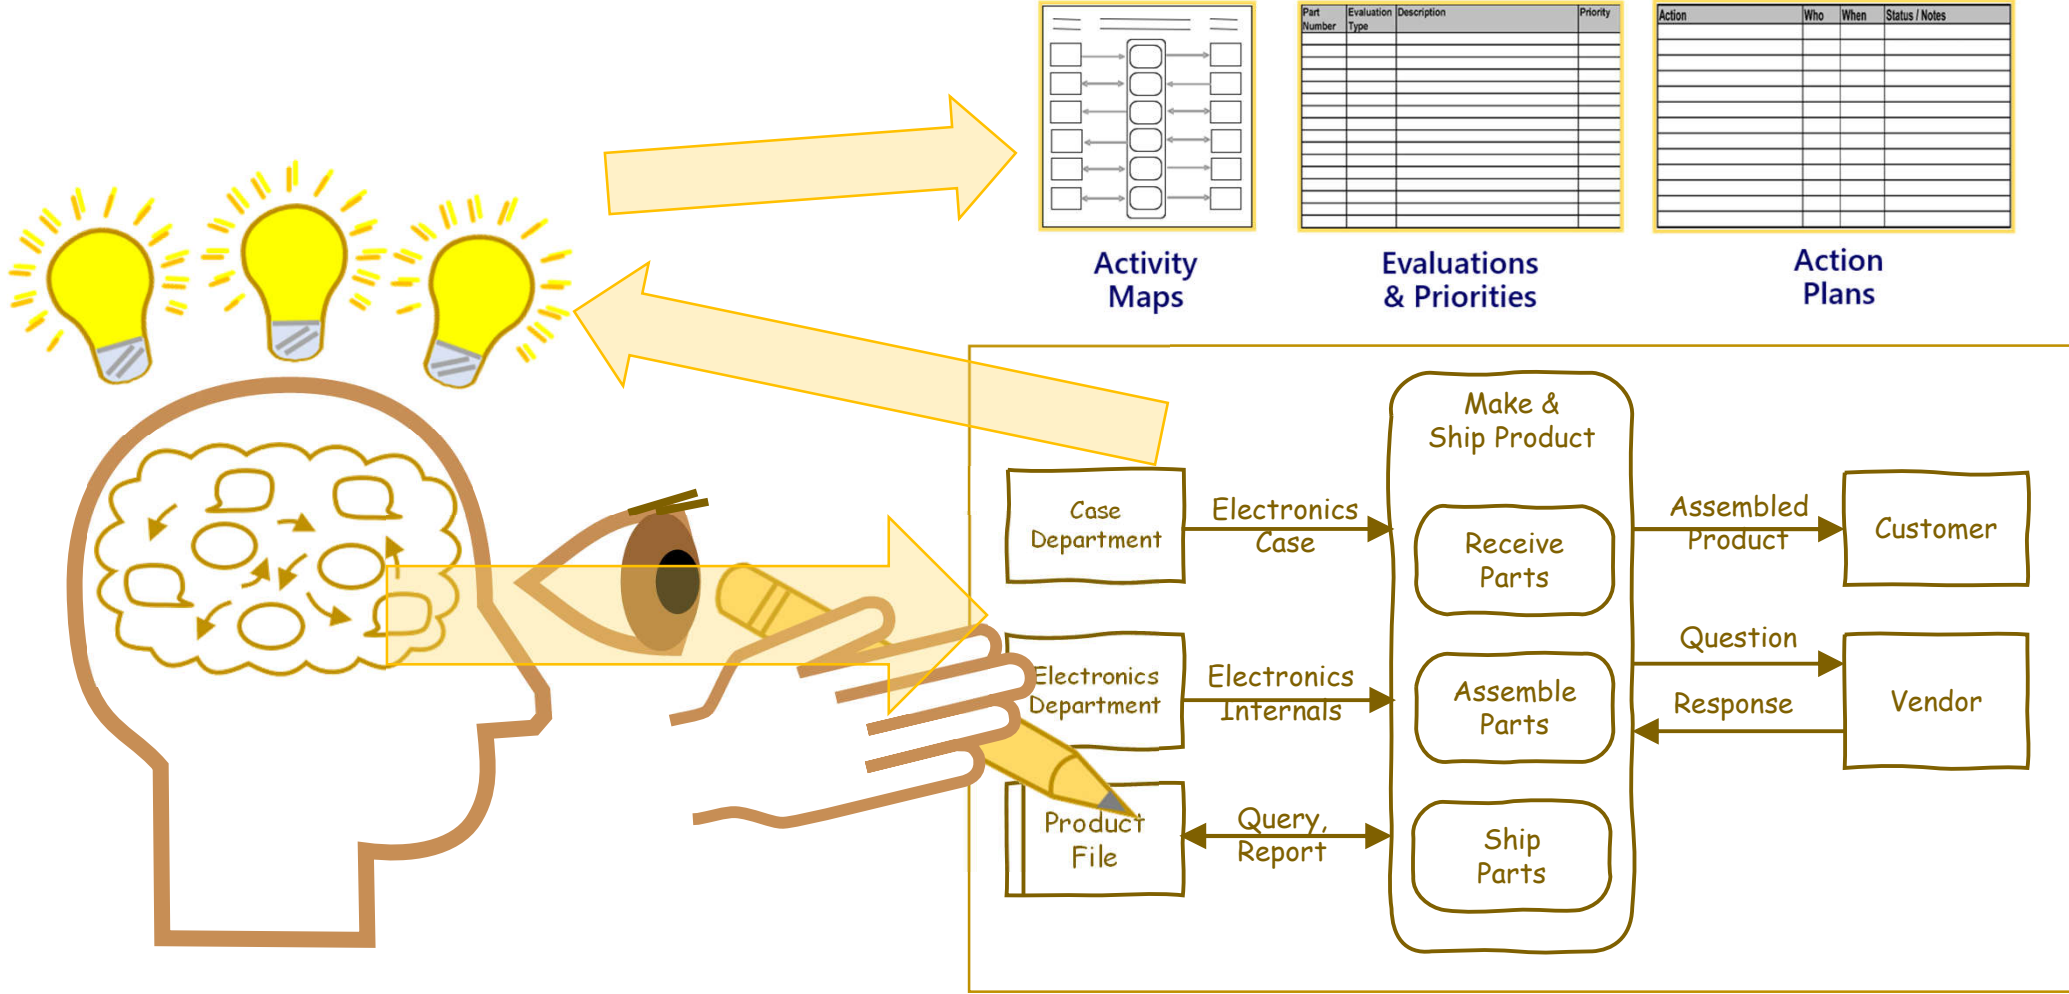 Part
Number
Evaluation
Type
Description
Priority
Action
Who
When
Status / Notes
Activity
Maps
Evaluations
& Priorities
Action
Plans
Make &
Ship Product
Case
Department
Electronics
Case
Receive
Parts
Assembled
Product
Customer
Electronics
Department
Electronics
Internals
Assemble
Parts
Question
Response
Vendor
Product
File
Query,
Report
Ship
Parts